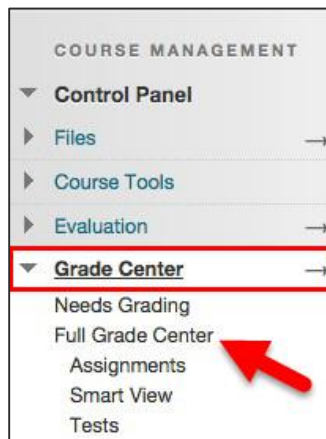 COURSE MANAGEMENT
Control Panel
Files
Course Tools
Evaluation
Grade Center
Needs Grading
Full Grade Center
Assignments
Smart View
Tests